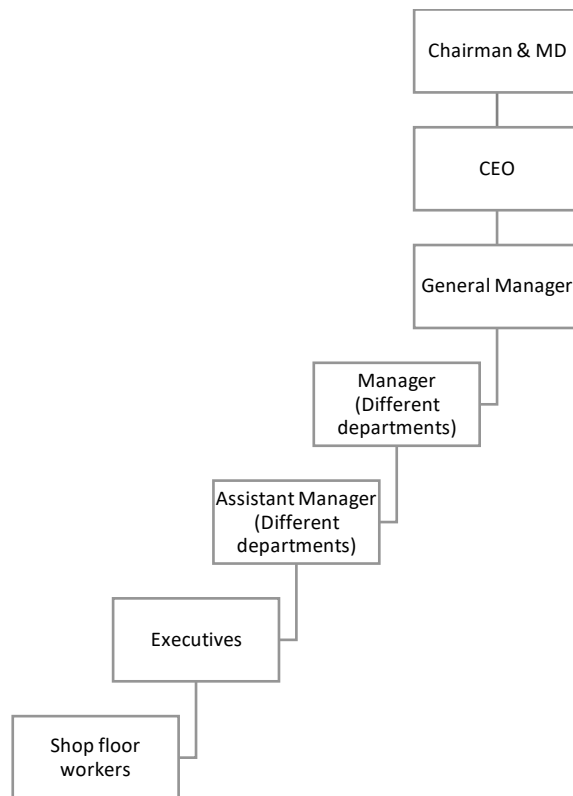 Chairman & MD
CEO
General Manager
Manager
(Different
departments)
Assistant Manager
(Different
departments)
Executives
Shop floor
workers